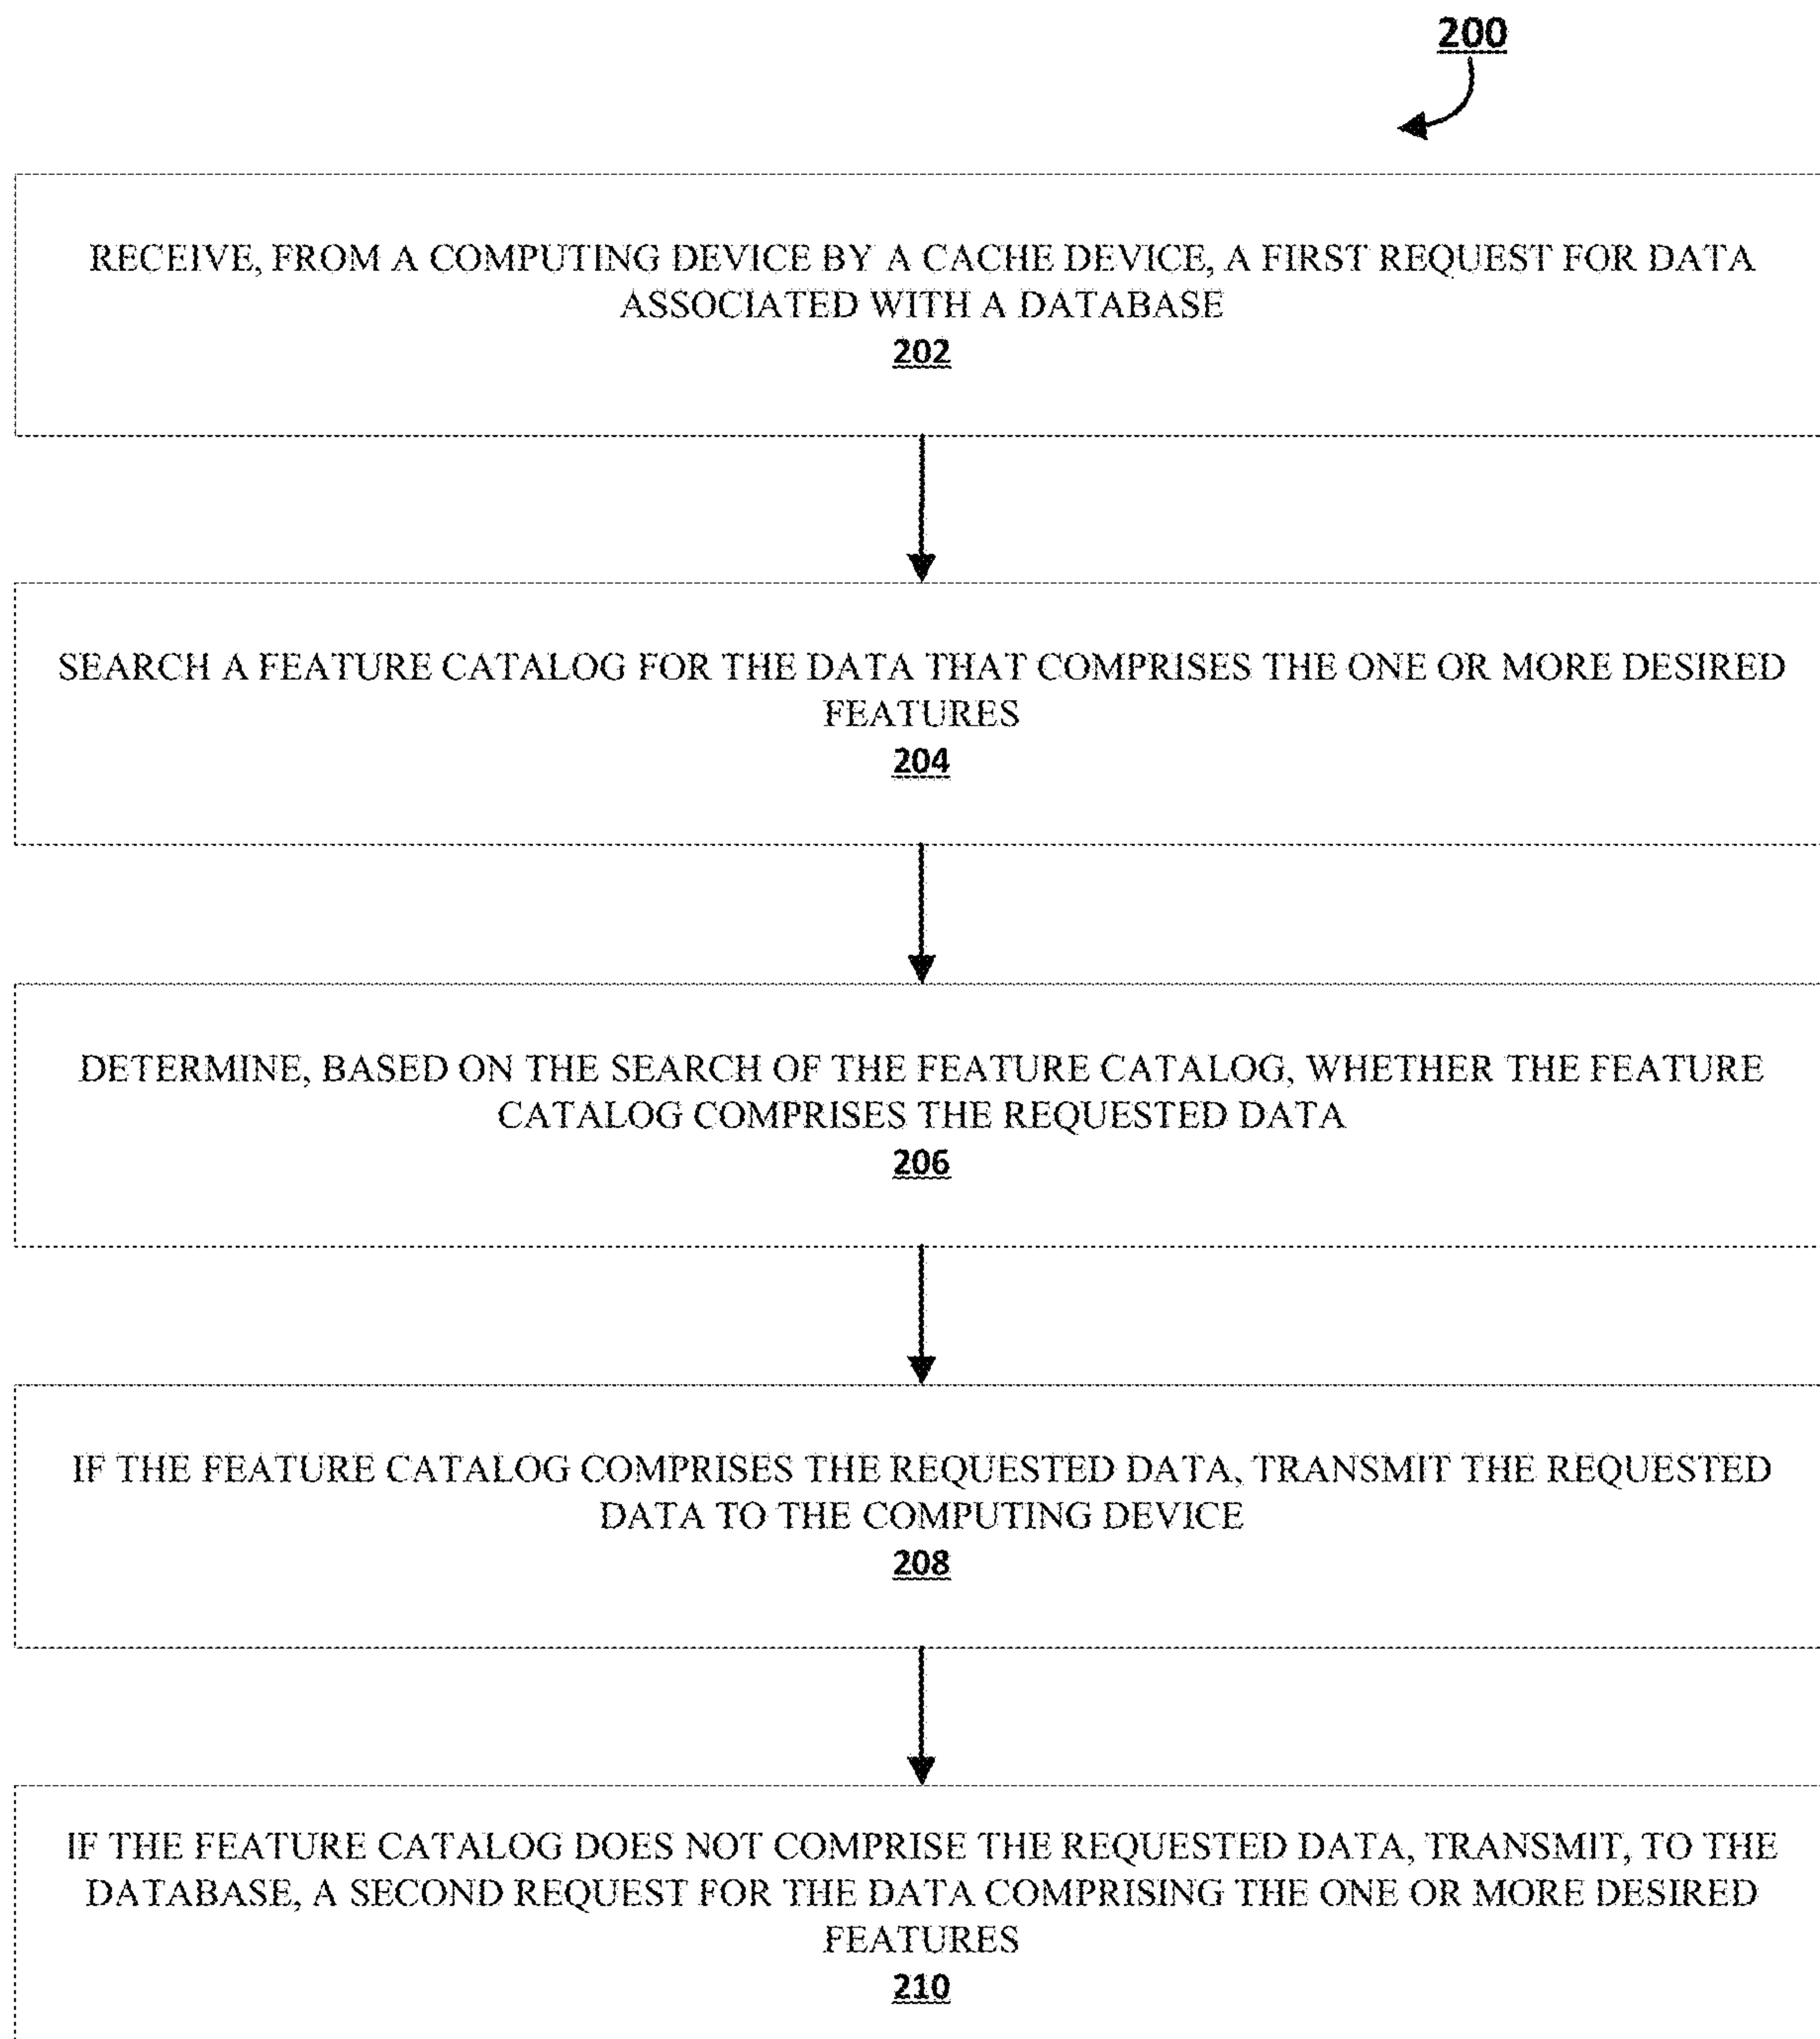 200
RECEIVE, FROM A COMPUTING DEVICE BY A CACHE DEVICE, A FIRST REQUEST FOR DATA
ASSOCIATED WITH A DATABASE
202
SEARCH A FEATURE CATALOG FOR THE DATA THAT COMPRISES THE ONE OR MORE DESIRED
FEATURES
204
DETERMINE, BASED ON THE SEARCH OF THE FEATURE CATALOG, WHETHER THE FEATURE
CATALOG COMPRISES THE REQUESTED DATA
206
IF THE FEATURE CATALOG COMPRISES THE REQUESTED DATA, TRANSMIT THE REQUESTED
DATA TO THE COMPUTING DEVICE
208
IF THE FEATURE CATALOG DOES NOT COMPRISE THE REQUESTED DATA, TRANSMIT, TO THE
DATABASE, A SECOND REQUEST FOR THE DATA COMPRISING THE ONE OR MORE DESIRED
FEATURES
210